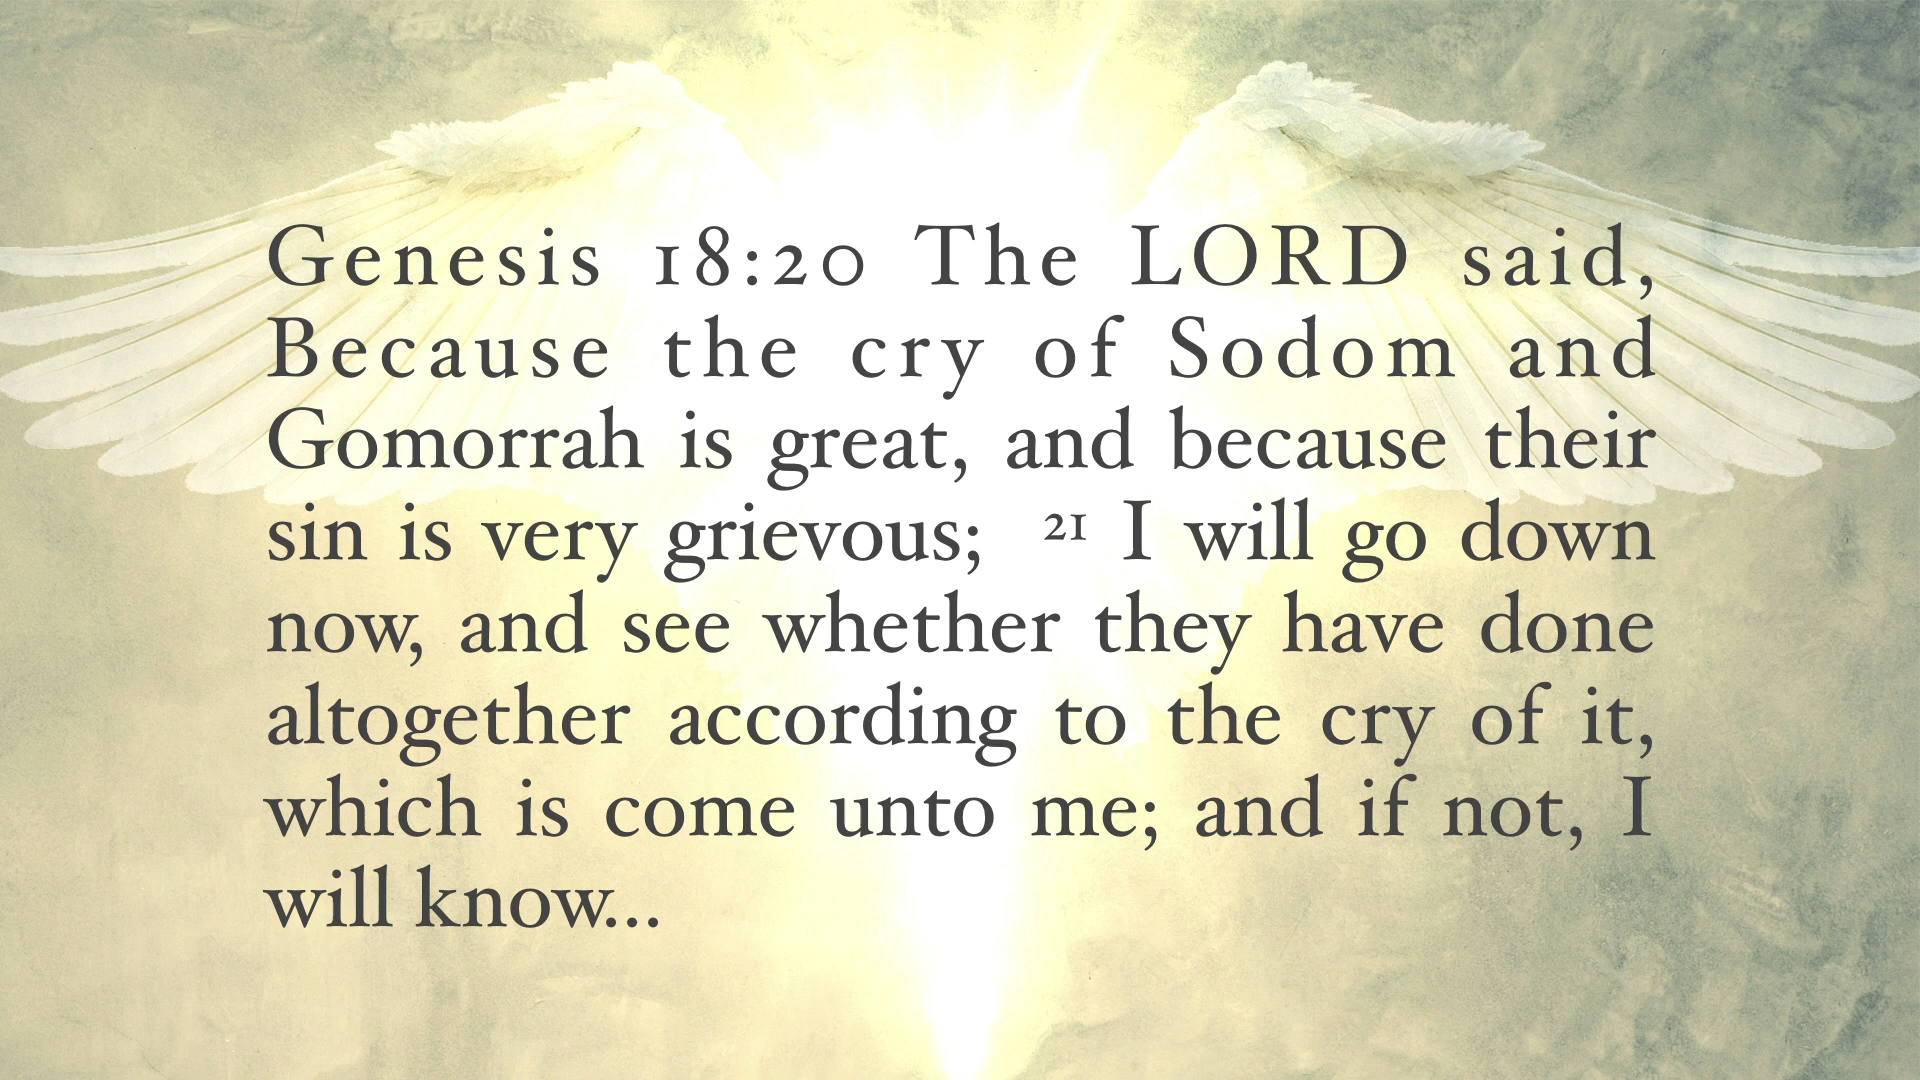 Genesis 18:20 The LORD said,
Because the cry of Sodom and
Gomorrah is great, and because their
sin is very grievous; 21 I will go down
now, and see whether they have done
altogether according to the cry of it,
which is come unto me; and if not, I
will know...